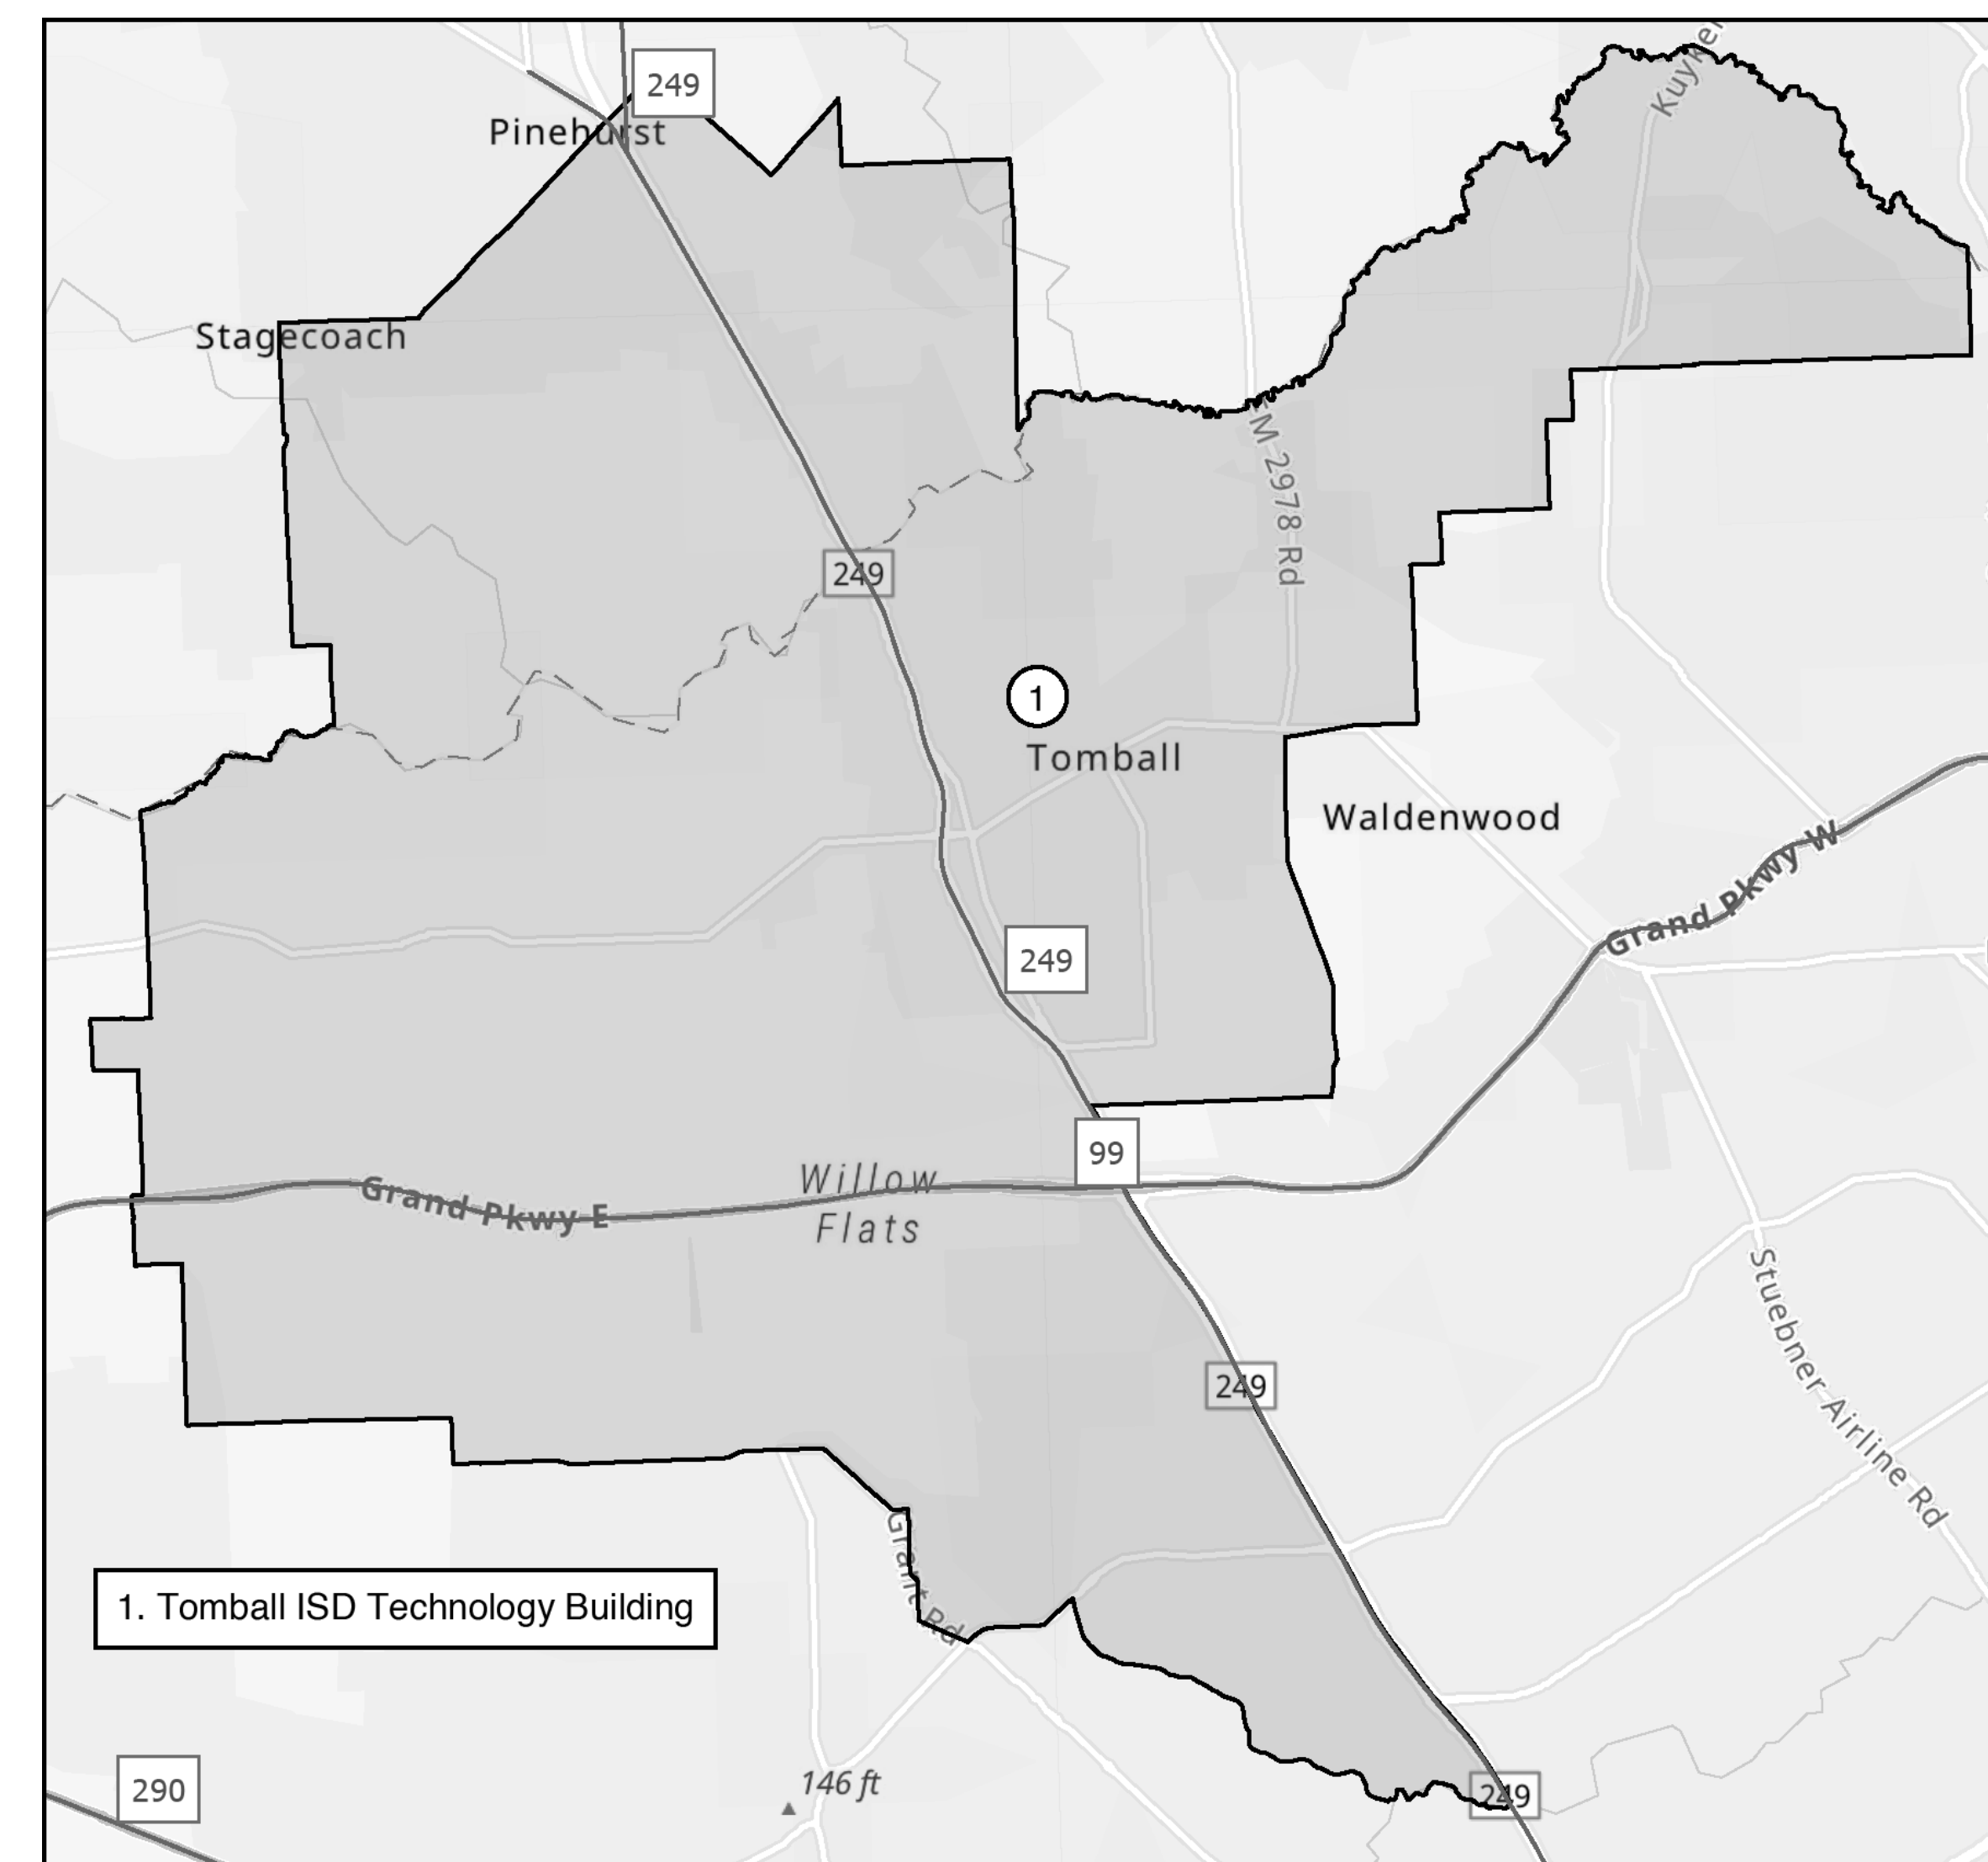 249
Pinehurst
Kuyke
Stagecoach
M 2978 Rd
249
1
Tomball
Waldenwood
Grand Pkwy W
249
99
Willow
Flats
Grand Pkwy E
Stuebner Airline Rd
249
Grant Rd
1. Tomball ISD Technology Building
146 ft
290
249